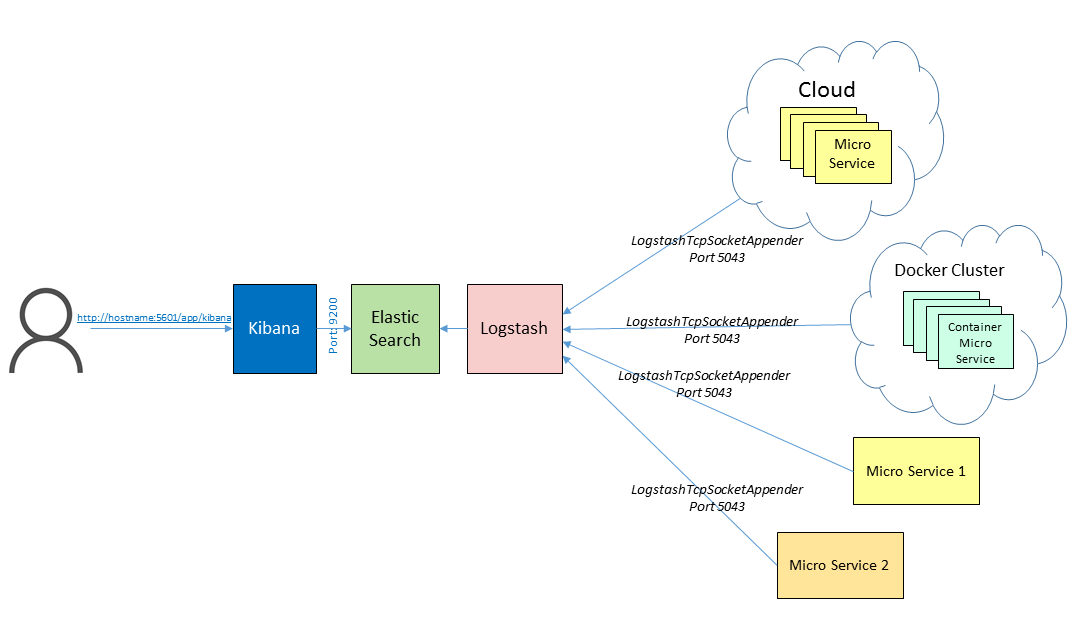 Cloud
Micro
Service
LogstashTcpSocketAppender
Port 5043
Docker Cluster
Container
Micro
Service
http://hostname:5601/app/kibana
Kibana
Port 9200
Elastic
Search
Logstash
LogstashTcpSocketAppender
Port 5043
LogstashTcpSocketAppender
Port 5043
Micro Service 1
LogstashTcpSocketAppender
Port 5043
Micro Service 2